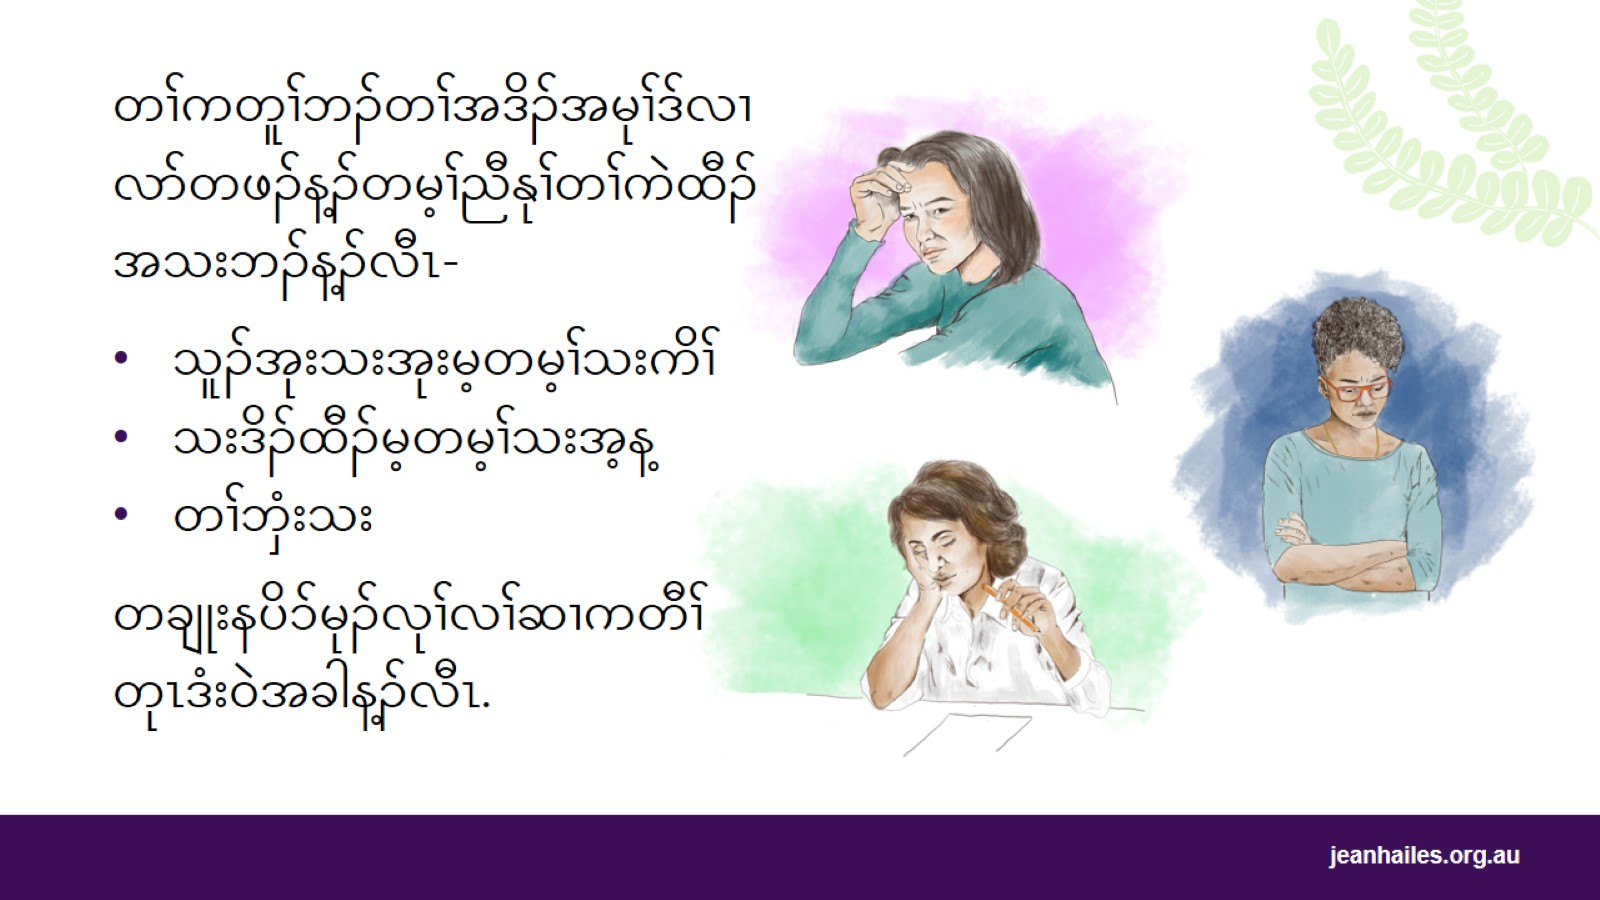 တၢ်ကတူၢ်ဘၣ်တၢ်အဒိၣ်အမုၢ်ဒ်လၢ
လာ်တဖၣ်န့ၣ်တမ့ၢ်ညီနုၢ်တၢ်ကဲထီၣ်
အသးဘၣ်န့ၣ်လီၤ-
• သူၣ်အုးသးအုးမ့တမ့ၢ်သးကိၢ်
• သးဒိၣ်ထီၣ်မ့တမ့ၢ်သးအ့န့
• တၢ်ဘှံးသး
တချုးနပိာ်မုၣ်လုၢ်လၢ်ဆၢကတီၢ်
တုၤဒံးဝဲအခါန့ၣ်လီၤ.
jeanhailes.org.au